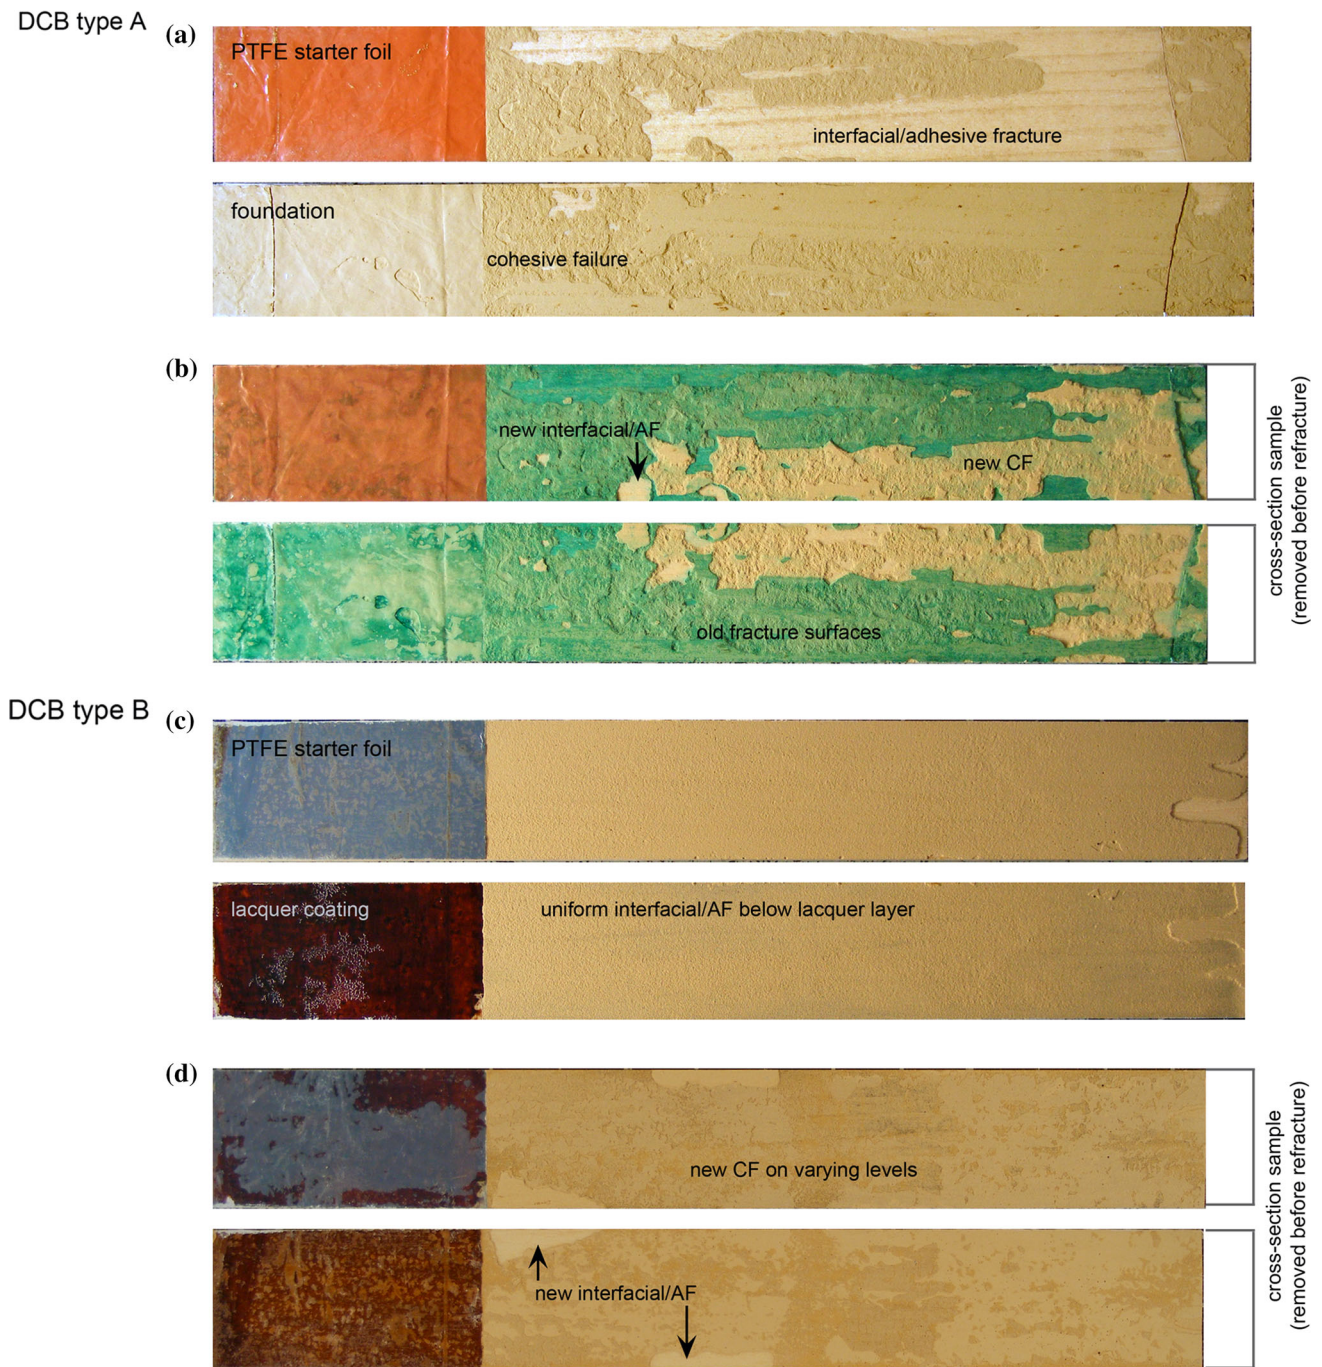 DCB type A
(a)
PTFE starter foil
interfacial/adhesive fracture
foundation
cohesive failure
(b)
new interfacial/AF
new CF
old fracture surfaces
cross-section sample
(removed before refracture)
DCB type B
(c)
PTFE starter foil
lacquer coating
uniform interfacial/AF below lacquer layer
(d)
new CF on varying levels
new interfacial/AF
cross-section sample
(removed before refracture)